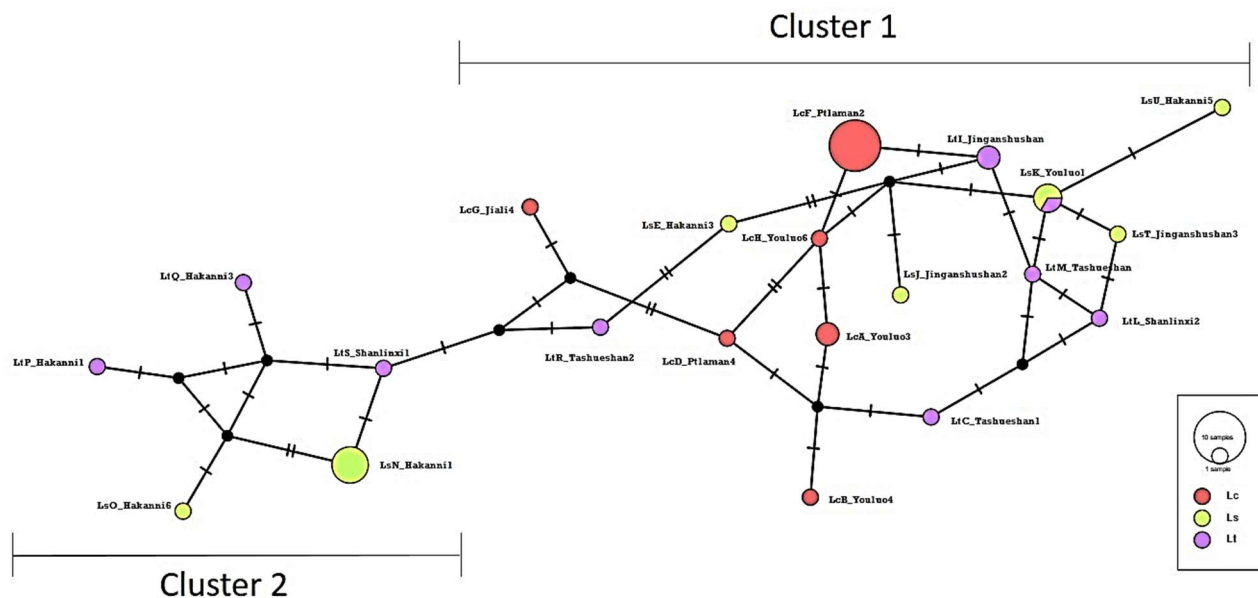 Cluster 1
LsU_Hakanni5
LcF_Ptlaman2
LtI_Jinganshushan
LsK_Youluo1
LcG_Jiali4
LsE_Hakanni3
LcH_Youluo6
LsT_Jinganshushan3
LtQ_Hakanni3
LsJ_Jinganshushan2
LtM_Tashueshan
LtL_Shanlinxi2
LtP_Hakanni1
LtS_Shanlinxi1
LtR_Tashueshan2
LcD_Ptlaman4
LcA_Youluo3
LtC_Tashueshan1
LsN_Hakanni1
LcB_Youluo4
LsO_Hakanni6
Cluster 2
10 samples
1 sample
Lc
Ls
Lt